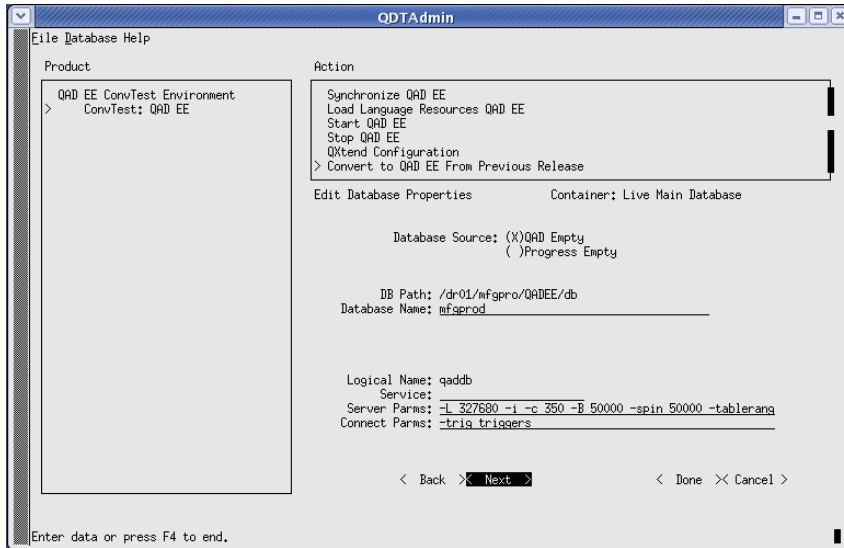 QDTAdmin
File Database Help
Product
Action
QAD EE ConvTest Environment
> ConvTest: QAD EE
Synchronize QAD EE
Load Language Resources QAD EE
Start QAD EE
Stop QAD EE
QXtend Configuration
> Convert to QAD EE From Previous Release
Edit Database Properties Container: Live Main Database
Database Source: (X)QAD Empty
( )Progress Empty
DB Path: /dr01/mfgpro/QADEE/db
Database Name: mfgprod
Logical Name: qaddb
Service:
Server Parms: -L 327680 -i -c 350 -B 50000 -spin 50000 -tablerang
Connect Parms: -trig triggers
< Back >< Next > < Done >< Cancel >
Enter data or press F4 to end.